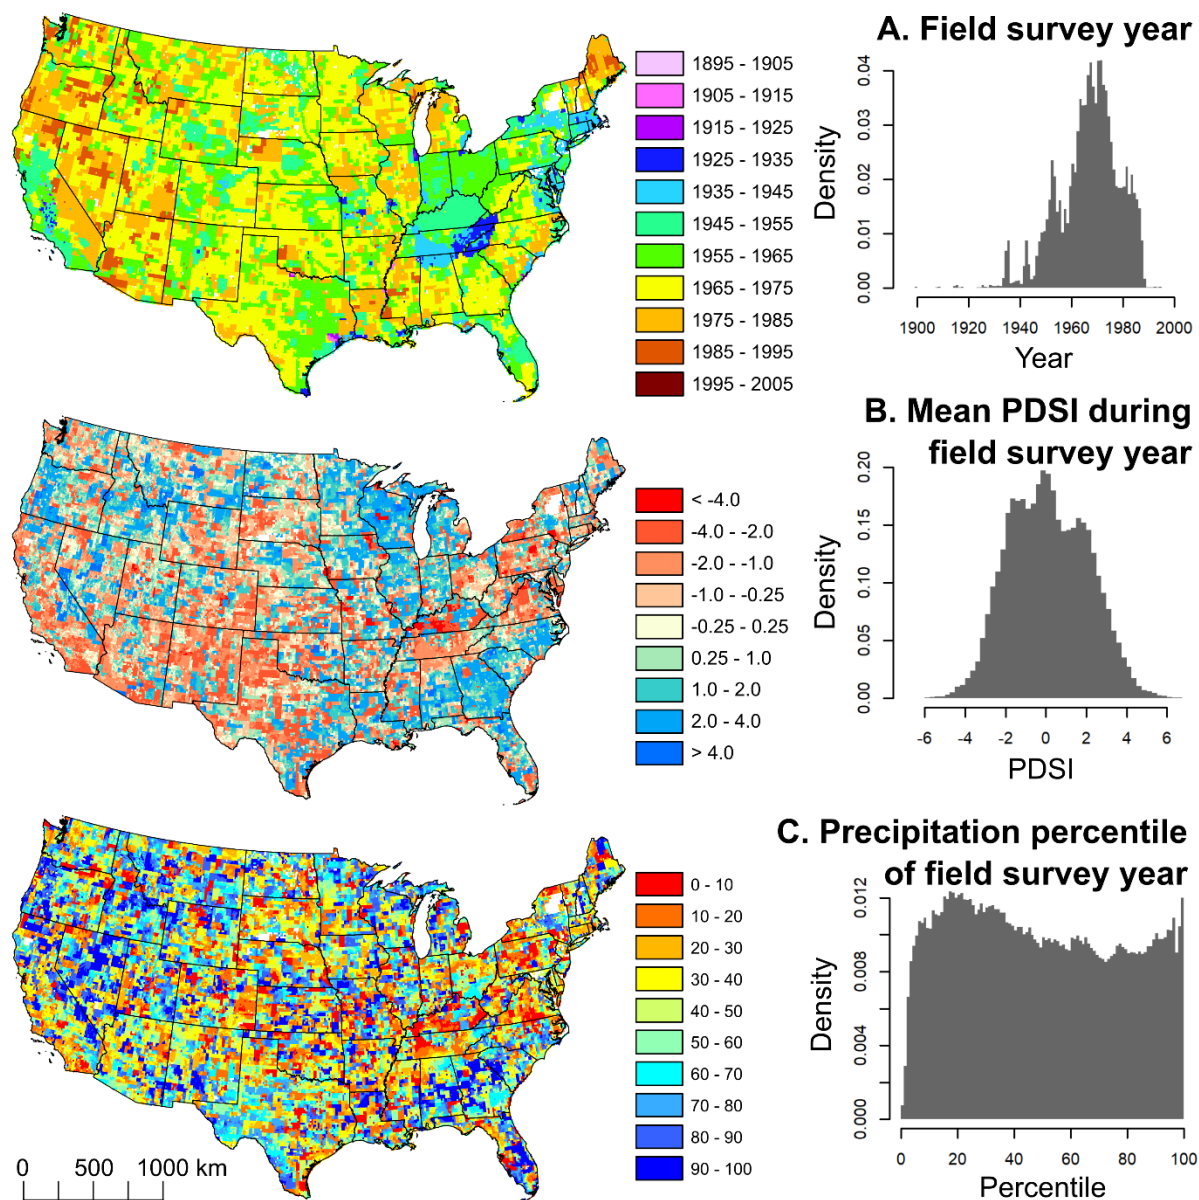 A. Field survey year
1895 - 1905
1905 - 1915
1915 - 1925
1925 - 1935
1935 - 1945
1945 - 1955
1955 - 1965
1965 - 1975
1975 - 1985
1985 - 1995
1995 - 2005
Density
0.04
0.03
0.02
0.01
0.00
1900 1920 1940 1960 1980 2000
Year
B. Mean PDSI during
field survey year
< -4.0
-4.0 - -2.0
-2.0 - -1.0
-1.0 - -0.25
-0.25 - 0.25
0.25 - 1.0
1.0 - 2.0
2.0 - 4.0
> 4.0
Density
0.20
0.15
0.10
0.05
0.00
-6 -4 -2 0 2 4 6
PDSI
C. Precipitation percentile
of field survey year
0 - 10
10 - 20
20 - 30
30 - 40
40 - 50
50 - 60
60 - 70
70 - 80
80 - 90
90 - 100
Density
0.012
0.008
0.004
0.000
0 20 40 60 80 100
Percentile
0 500 1000 km